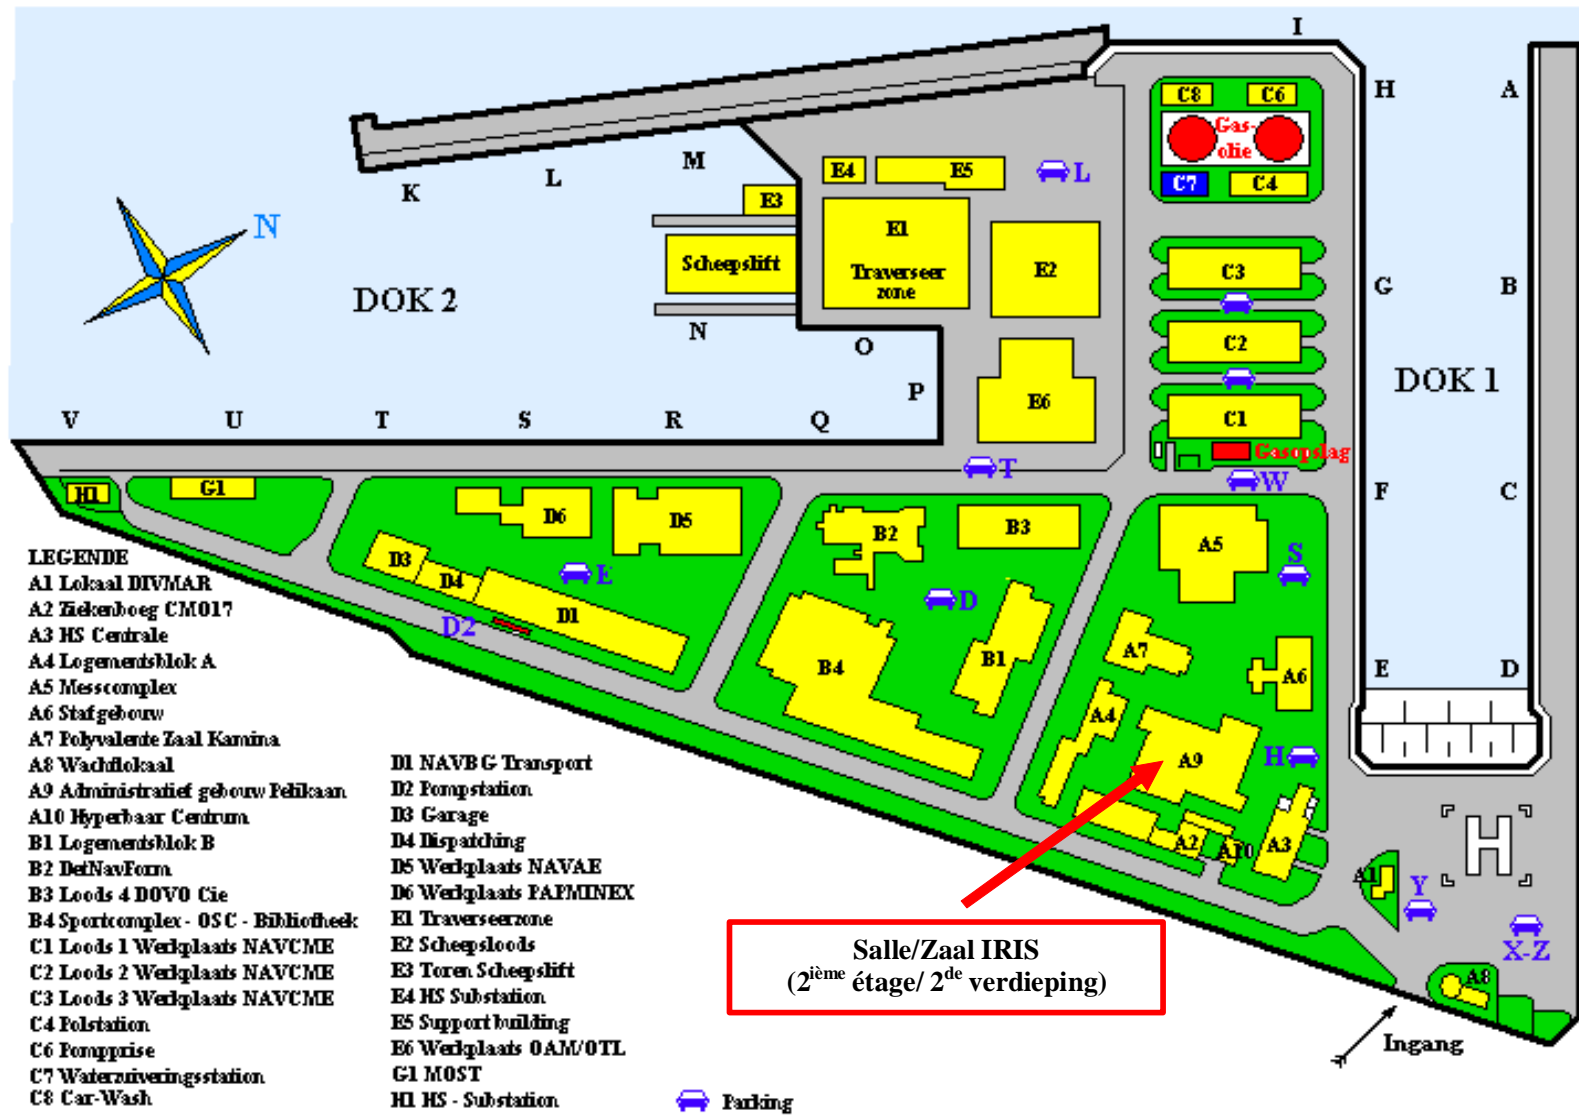 I
H
A
C8
C6
Gas-
olie
C7
C4
M
L
K
E4
E5
L
E3
N
E1
Traverseer
zone
Scheepslift
E2
C3
DOK 2
G
B
N
O
C2
P
DOK 1
E6
C1
V
U
T
S
R
Q
Gasopslag
T
W
H1
G1
F
C
D6
D5
B2
B3
A5
S
D3
D4
E
D1
D2
D
B4
B1
A7
A6
E
D
A4
A9
H
A2
A10
A3
H
A1
Y
X-Z
A8
Ingang
LEGENDE
A1 Lokaal DIVMAR
A2 Ziekenboeg CMO17
A3 HS Centrale
A4 Logementsblok A
A5 Messcomplex
A6 Stafgebouw
A7 Polyvalente Zaal Kamina
A8 Wachtlokaal
A9 Administratief gebouw Pelikaan
A10 Hyperbaar Centrum
B1 Logementsblok B
B2 DetNavForm
B3 Loods 4 DOVO Cie
B4 Sportcomplex - OSC - Bibliotheek
C1 Loods 1 Werkplaats NAVCME
C2 Loods 2 Werkplaats NAVCME
C3 Loods 3 Werkplaats NAVCME
C4 Polstation
C6 Pompprise
C7 Waterzuiveringsstation
C8 Car-Wash
D1 NAVBG Transport
D2 Pompstation
D3 Garage
D4 Dispatching
D5 Werkplaats NAVAE
D6 Werkplaats PAPMINEX
E1 Traverseerzone
E2 Scheepsloods
E3 Toren Scheepslift
E4 HS Substation
E5 Support building
E6 Werkplaats OAM/OTL
G1 MOST
H1 HS - Substation
Parking
Salle/Zaal IRIS
(2ième étage/ 2de verdieping)